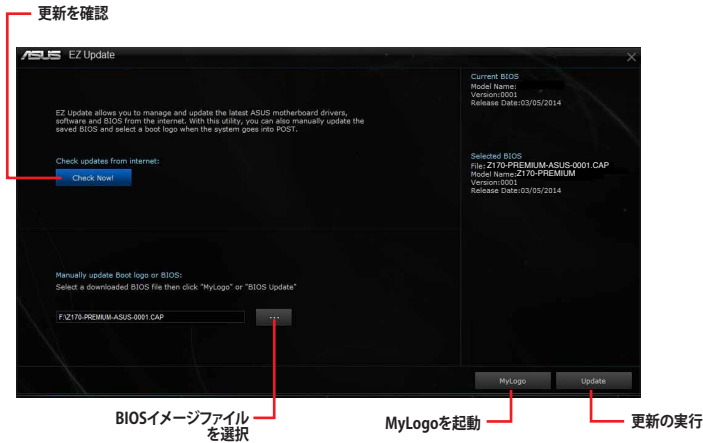 更新を確認
ASUS EZ Update
EZ Update allows you to manage and update the latest ASUS motherboard drivers,
software and BIOS from the internet. With this utility, you can also manually update the
saved BIOS and select a boot logo when the system goes into POST.
Check updates from internet:
Check Now!
Manually update Boot logo or BIOS:
Select a downloaded BIOS file then click "MyLogo" or "BIOS Update"
F:\Z170-PREMIUM-ASUS-0001.CAP
...
Current BIOS
Model Name:
Version:0001
Release Date:03/05/2014
Selected BIOS
File: Z170-PREMIUM-ASUS-0001.CAP
Model Name:Z170-PREMIUM
Version:0001
Release Date:03/05/2014
MyLogo
Update
BIOSイメージファイル
を選択
MyLogoを起動
更新の実行